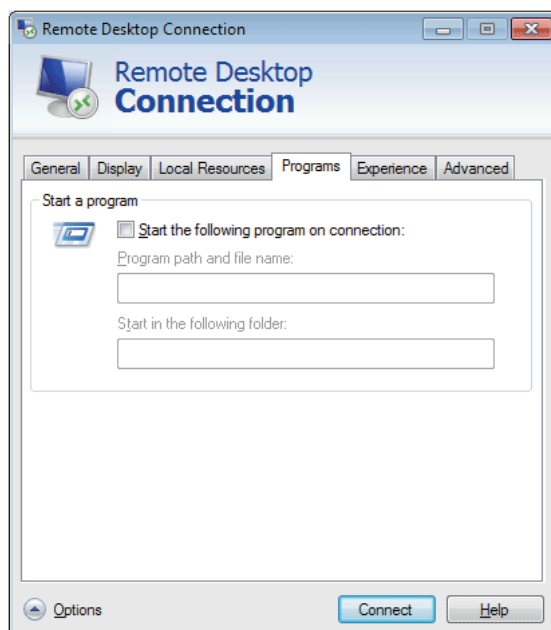 Remote Desktop Connection
Remote Desktop
Connection
General Display Local Resources Programs Experience Advanced
Start a program
Start the following program on connection:
Program path and file name:
Start in the following folder:
Options Connect Help